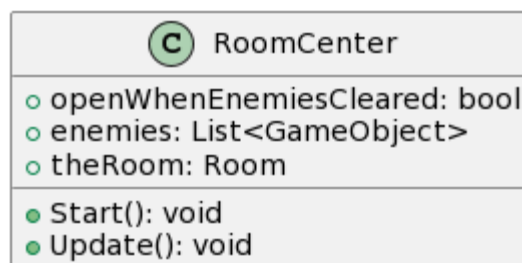 C RoomCenter
openWhenEnemiesCleared: bool
enemies: List<GameObject>
theRoom: Room
Start(): void
Update(): void